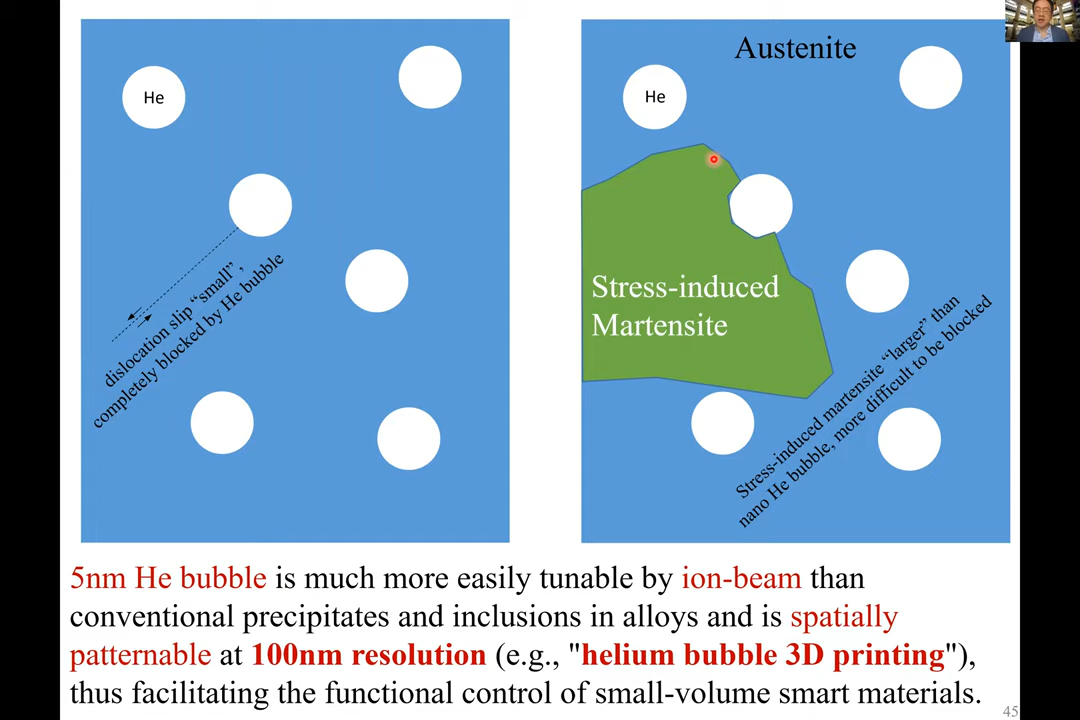 He
dislocation slip “small”,
completely blocked by He bubble
Austenite
He
Stress-induced
Martensite
Stress-induced martensite “larger” than
nano He bubble, more difficult to be blocked
5nm He bubble is much more easily tunable by ion-beam than
conventional precipitates and inclusions in alloys and is spatially
patternable at 100nm resolution (e.g., "helium bubble 3D printing"),
thus facilitating the functional control of small-volume smart materials.
45